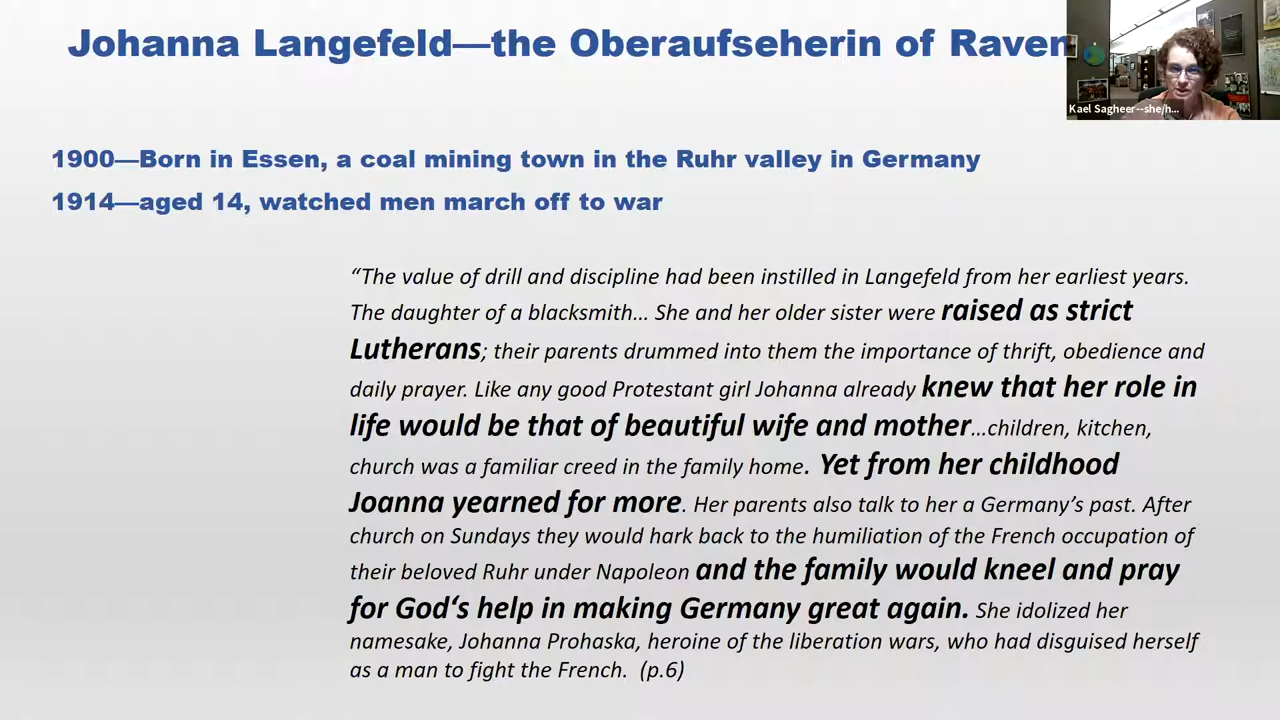 Johanna Langefeld—the Oberaufseherin of Raven
Kael Sagheer--she/h...
1900—Born in Essen, a coal mining town in the Ruhr valley in Germany
1914—aged 14, watched men march off to war
“The value of drill and discipline had been instilled in Langefeld from her earliest years.
The daughter of a blacksmith… She and her older sister were raised as strict
Lutherans; their parents drummed into them the importance of thrift, obedience and
daily prayer. Like any good Protestant girl Johanna already knew that her role in
life would be that of beautiful wife and mother…children, kitchen,
church was a familiar creed in the family home. Yet from her childhood
Joanna yearned for more. Her parents also talk to her a Germany’s past. After
church on Sundays they would hark back to the humiliation of the French occupation of
their beloved Ruhr under Napoleon and the family would kneel and pray
for God‘s help in making Germany great again. She idolized her
namesake, Johanna Prohaska, heroine of the liberation wars, who had disguised herself
as a man to fight the French. (p.6)